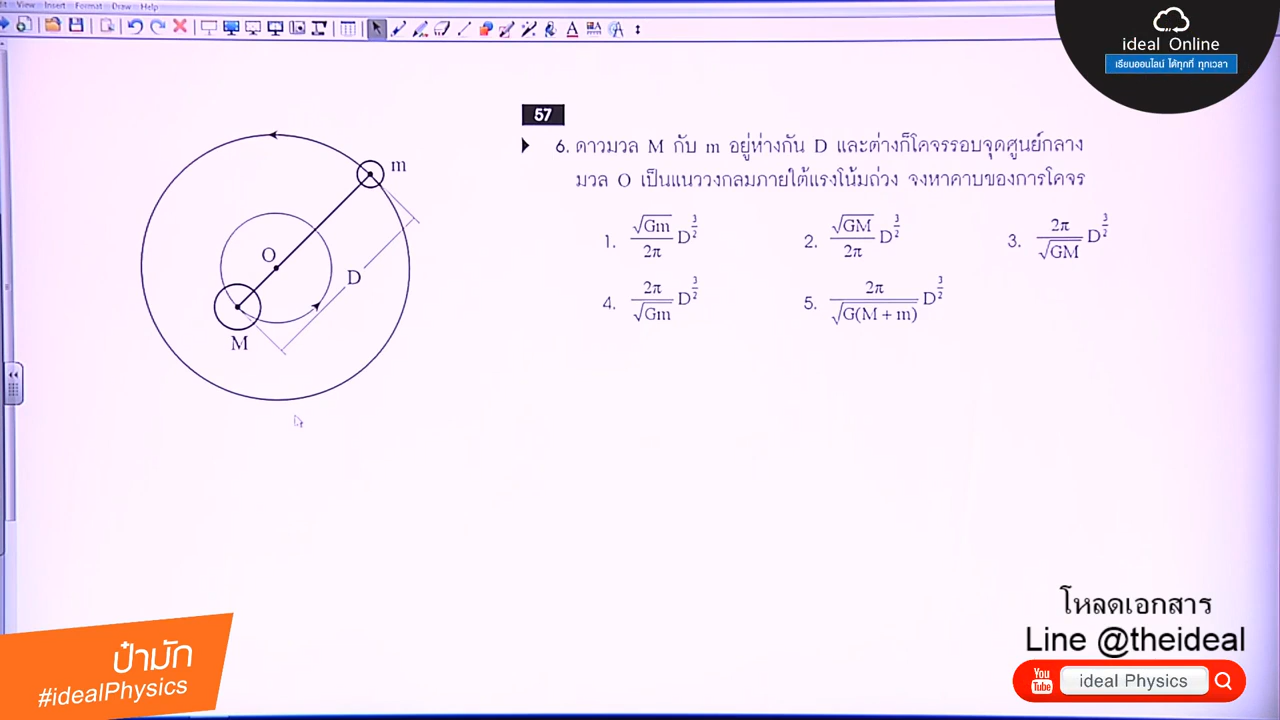 View Insert Format Draw Help
ideal Online
เรียนออนไลน์ ได้ทุกที่ ทุกเวลา
57
6. ดาวมวล M กับ m อยู่ห่างกัน D และต่างก็โคจรรอบจุดศูนย์กลาง
มวล O เป็นแนววงกลมภายใต้แรงโน้มถ่วง จงหาคาบของการโคจร
1. √Gm/2π D^3/2
2. √GM/2π D^3/2
3. 2π/√GM D^3/2
4. 2π/√Gm D^3/2
5. 2π/√G(M + m) D^3/2
m
O
D
M
โหลดเอกสาร
Line @theideal
You Tube ideal Physics
ป๋ามัก
#idealPhysics